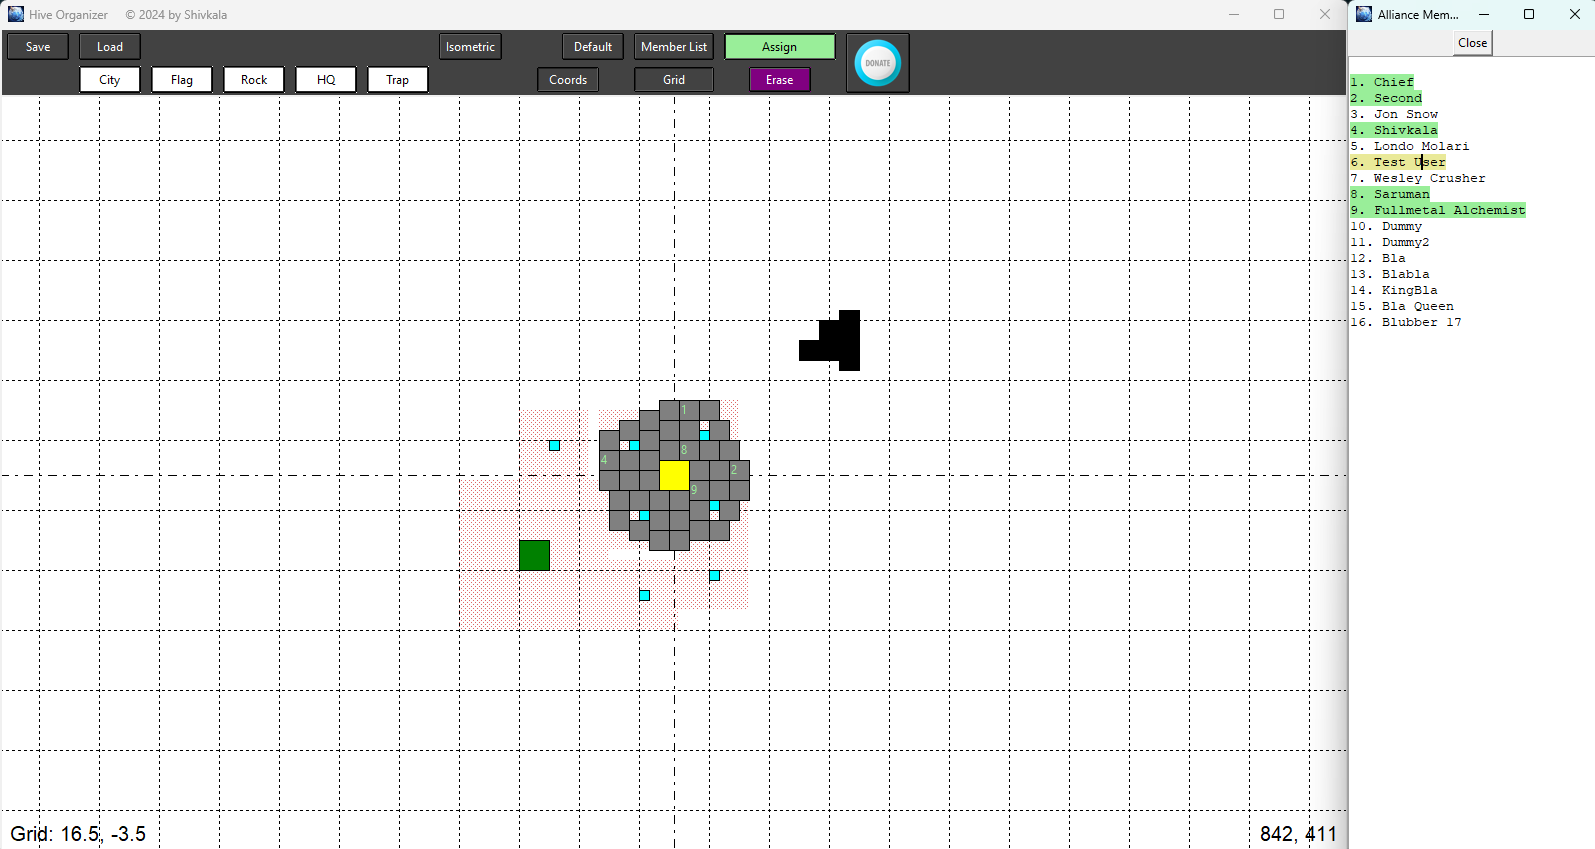 Hive Organizer © 2024 by Shivkala
Alliance Mem...
Save Load Isometric Default Member List Assign
DONATE
Close
City Flag Rock HQ Trap Coords Grid Erase
1. Chief
2. Second
3. Jon Snow
4. Shivkala
5. Londo Molari
6. Test User
7. Wesley Crusher
8. Saruman
9. Fullmetal Alchemist
10. Dummy
11. Dummy2
12. Bla
13. Blabla
14. KingBla
15. Bla Queen
16. Blubber 17
1
8
4
2
9
Grid: 16.5, -3.5
842, 411